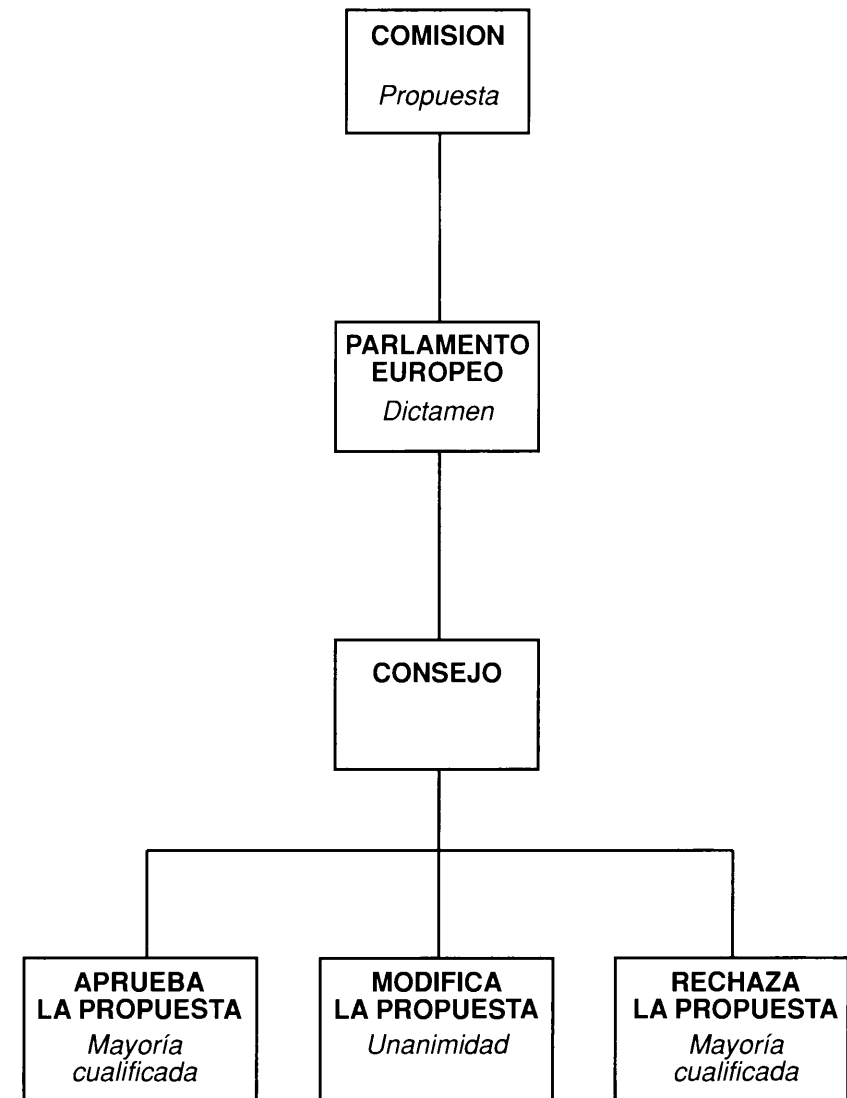 COMISION
Propuesta
PARLAMENTO
EUROPEO
Dictamen
CONSEJO
APRUEBA
LA PROPUESTA
Mayoría
cualificada
MODIFICA
LA PROPUESTA
Unanimidad
RECHAZA
LA PROPUESTA
Mayoría
cualificada